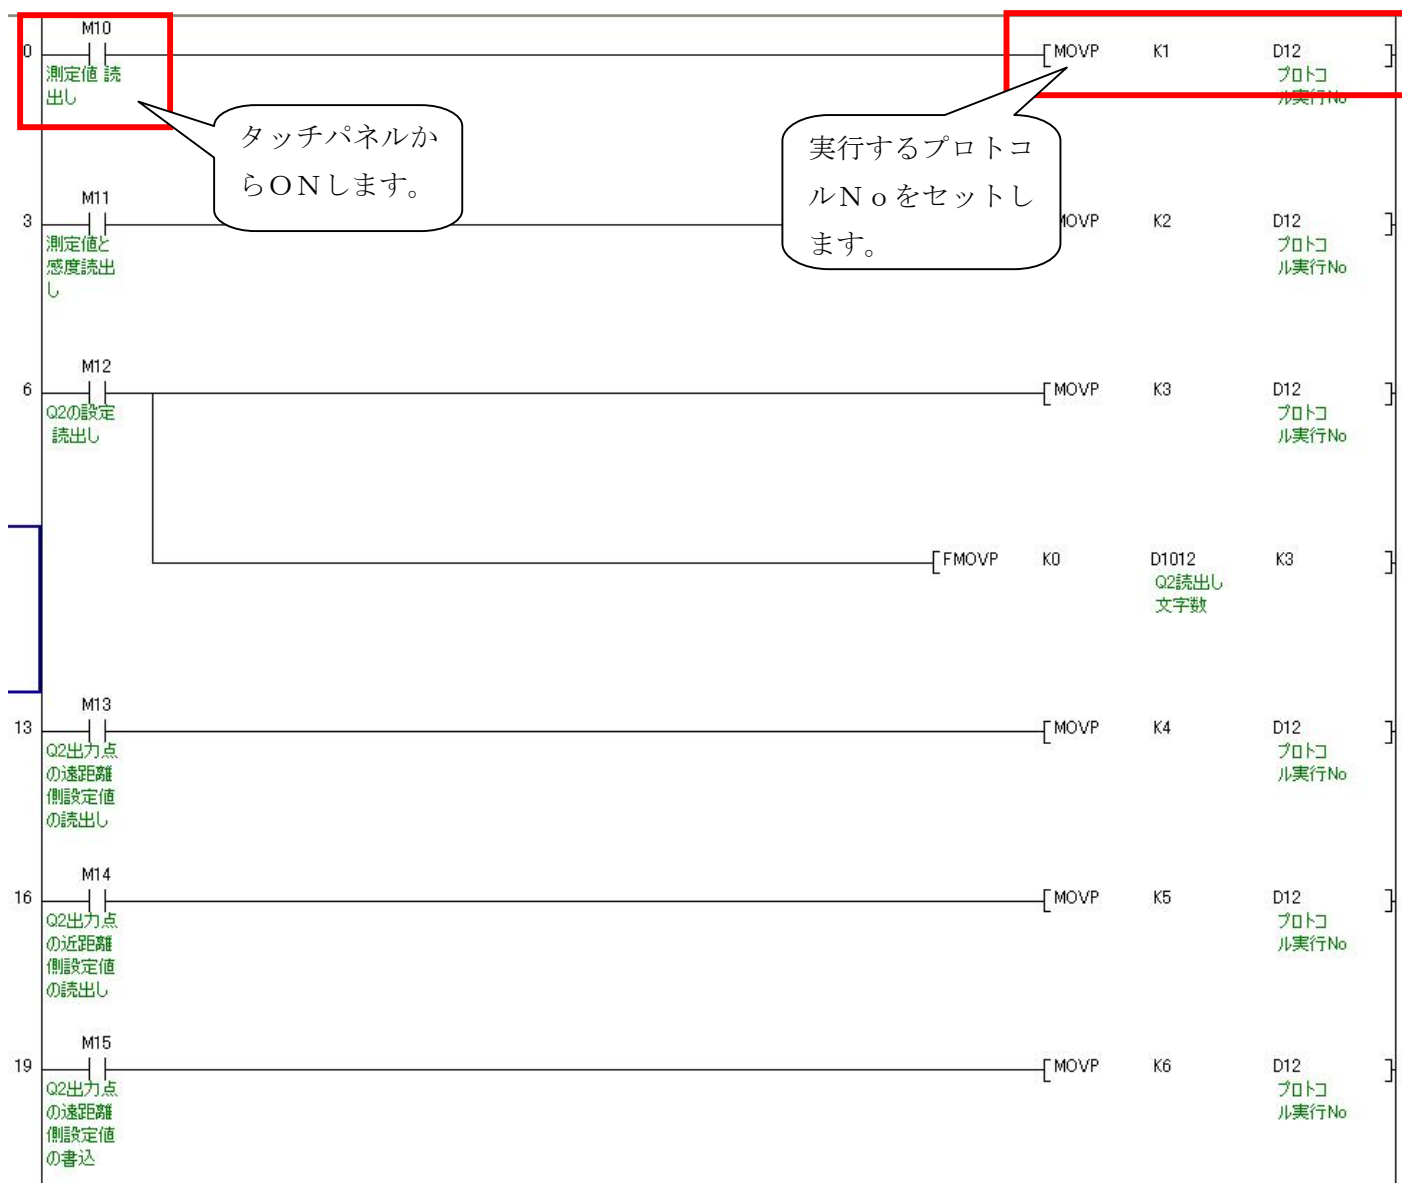 M10
0 [MOVP K1 D12 ]
測定値 読
出し
プロトコ
ル実行No
タッチパネルか
らＯＮします。
実行するプロトコ
ルＮｏをセットし
ます。
M11
3 MOVP K2 D12 ]
測定値と
感度読出
し
プロトコ
ル実行No
M12
6 [MOVP K3 D12 ]
Q2の設定
読出し
プロトコ
ル実行No
[FMOVP K0 D1012 K3 ]
Q2読出し
文字数
M13
13 [MOVP K4 D12 ]
Q2出力点
の遠距離
側設定値
の読出し
プロトコ
ル実行No
M14
16 [MOVP K5 D12 ]
Q2出力点
の近距離
側設定値
の読出し
プロトコ
ル実行No
M15
19 [MOVP K6 D12 ]
Q2出力点
の遠距離
側設定値
の書込
プロトコ
ル実行No